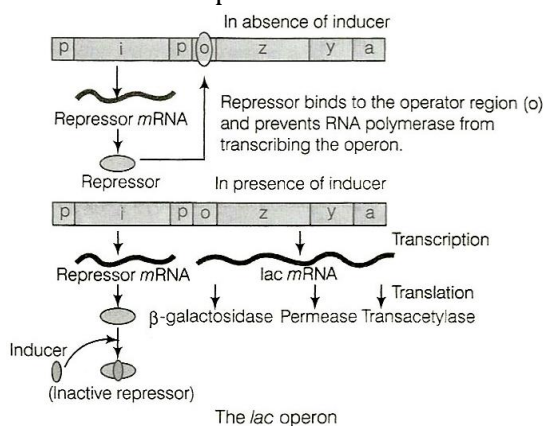 In absence of inducer
p i p o z y a
Repressor mRNA
Repressor binds to the operator region (o)
and prevents RNA polymerase from
transcribing the operon.
Repressor
In presence of inducer
p i p o z y a
Transcription
Repressor mRNA lac mRNA
Translation
β-galactosidase Permease Transacetylase
Inducer
(Inactive repressor)
The lac operon